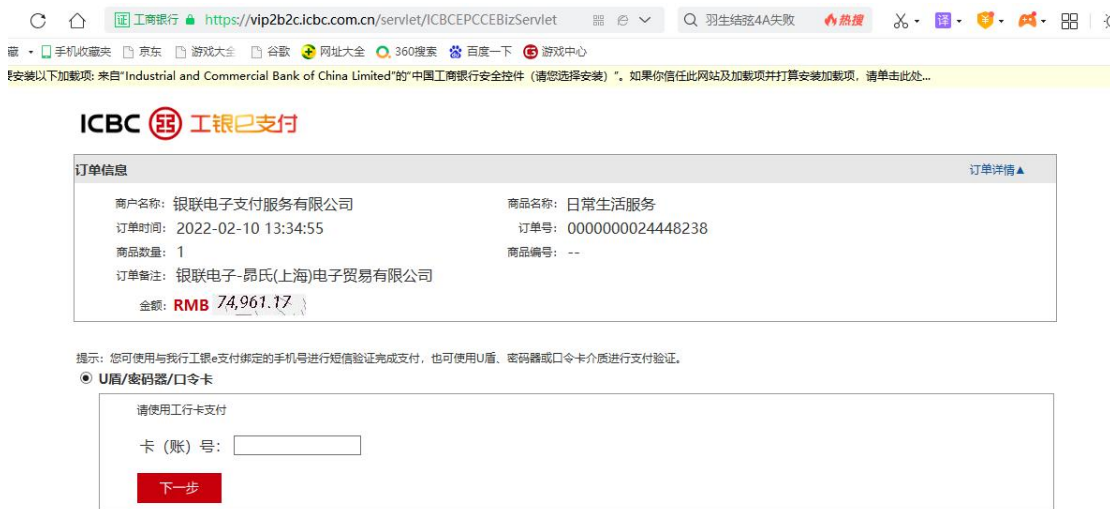 证 工商银行 https://vip2b2c.icbc.com.cn/servlet/ICBCEPCCEBizServlet 羽生结弦4A失败 热搜 译
藏 手机收藏夹 京东 游戏大全 谷歌 网址大全 360搜索 百度一下 游戏中心
要安装以下加载项: 来自"Industrial and Commercial Bank of China Limited"的"中国工商银行安全控件（请您选择安装）"。如果你信任此网站及加载项并打算安装加载项，请单击此处...
ICBC 工银e支付
订单信息 订单详情▲
商户名称: 银联电子支付服务有限公司 商品名称: 日常生活服务
订单时间: 2022-02-10 13:34:55 订单号: 0000000024448238
商品数量: 1 商品编号: --
订单备注: 银联电子-昂氏(上海)电子贸易有限公司
金额: RMB 74,961.17
提示: 您可使用与我行工银e支付绑定的手机号进行短信验证完成支付，也可使用U盾、密码器或口令卡介质进行支付验证。
U盾/密码器/口令卡
请使用工行卡支付
卡（账）号:
下一步